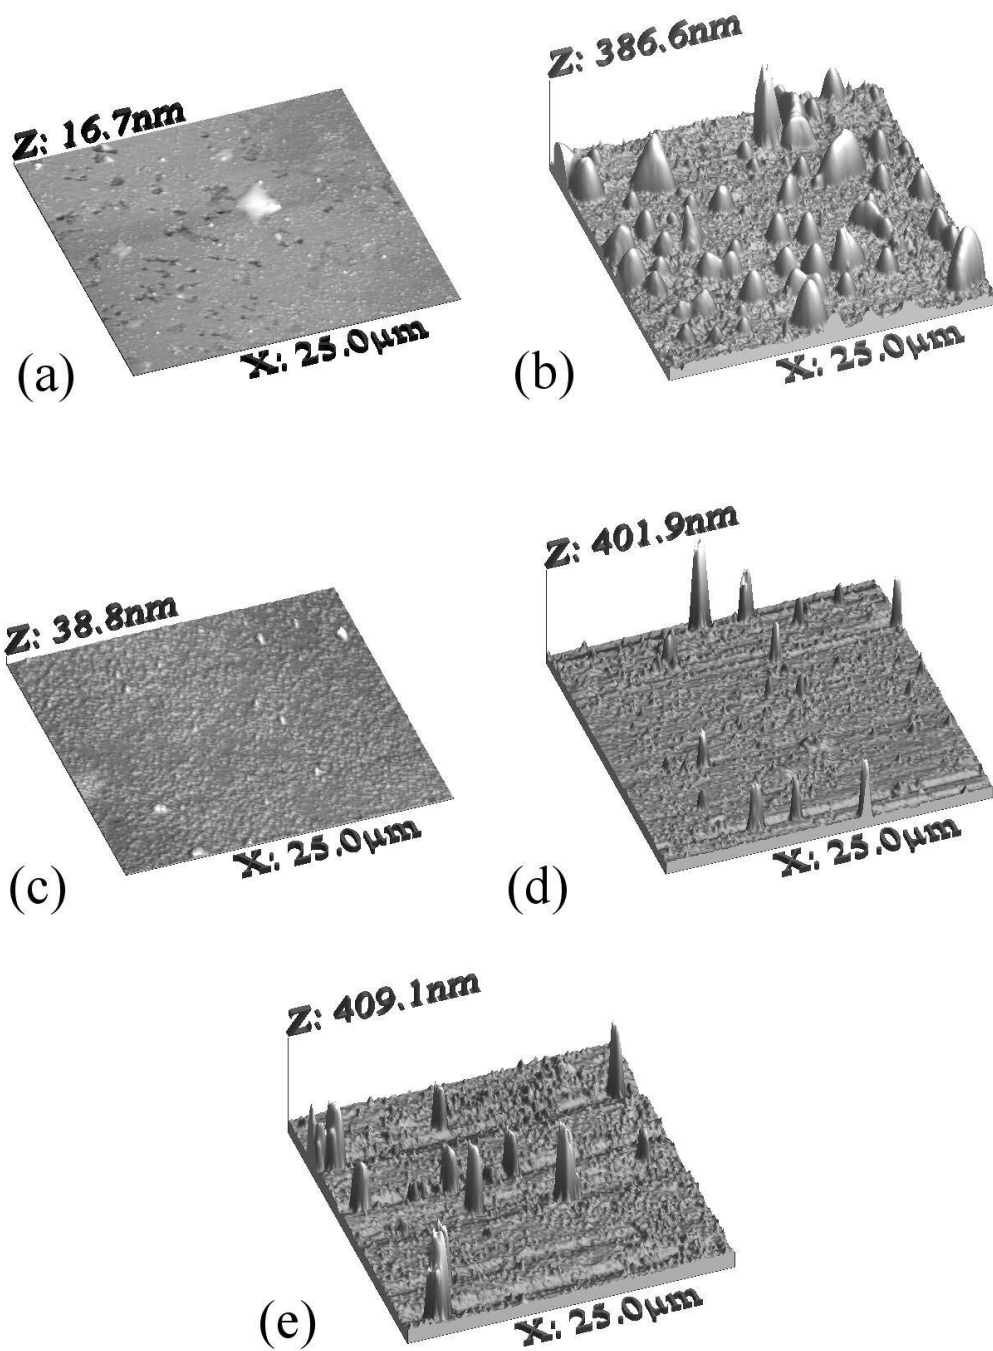 Z: 16.7nm
X: 25.0µm
(a)
Z: 386.6nm
X: 25.0µm
(b)
Z: 38.8nm
X: 25.0µm
(c)
Z: 401.9nm
X: 25.0µm
(d)
Z: 409.1nm
X: 25.0µm
(e)